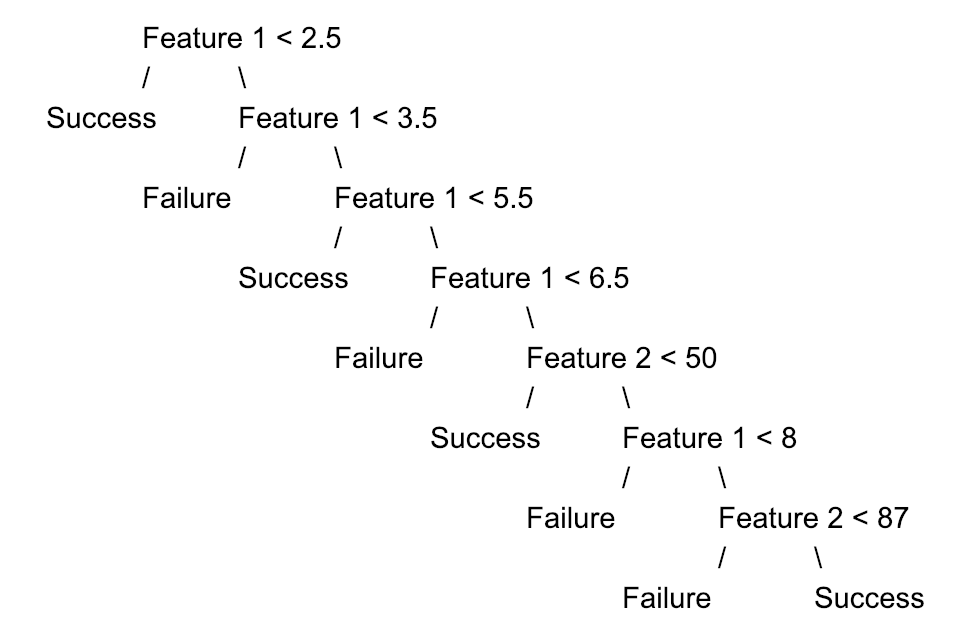 Feature 1 < 2.5
/ \
Success Feature 1 < 3.5
/ \
Failure Feature 1 < 5.5
/ \
Success Feature 1 < 6.5
/ \
Failure Feature 2 < 50
/ \
Success Feature 1 < 8
/ \
Failure Feature 2 < 87
/ \
Failure Success